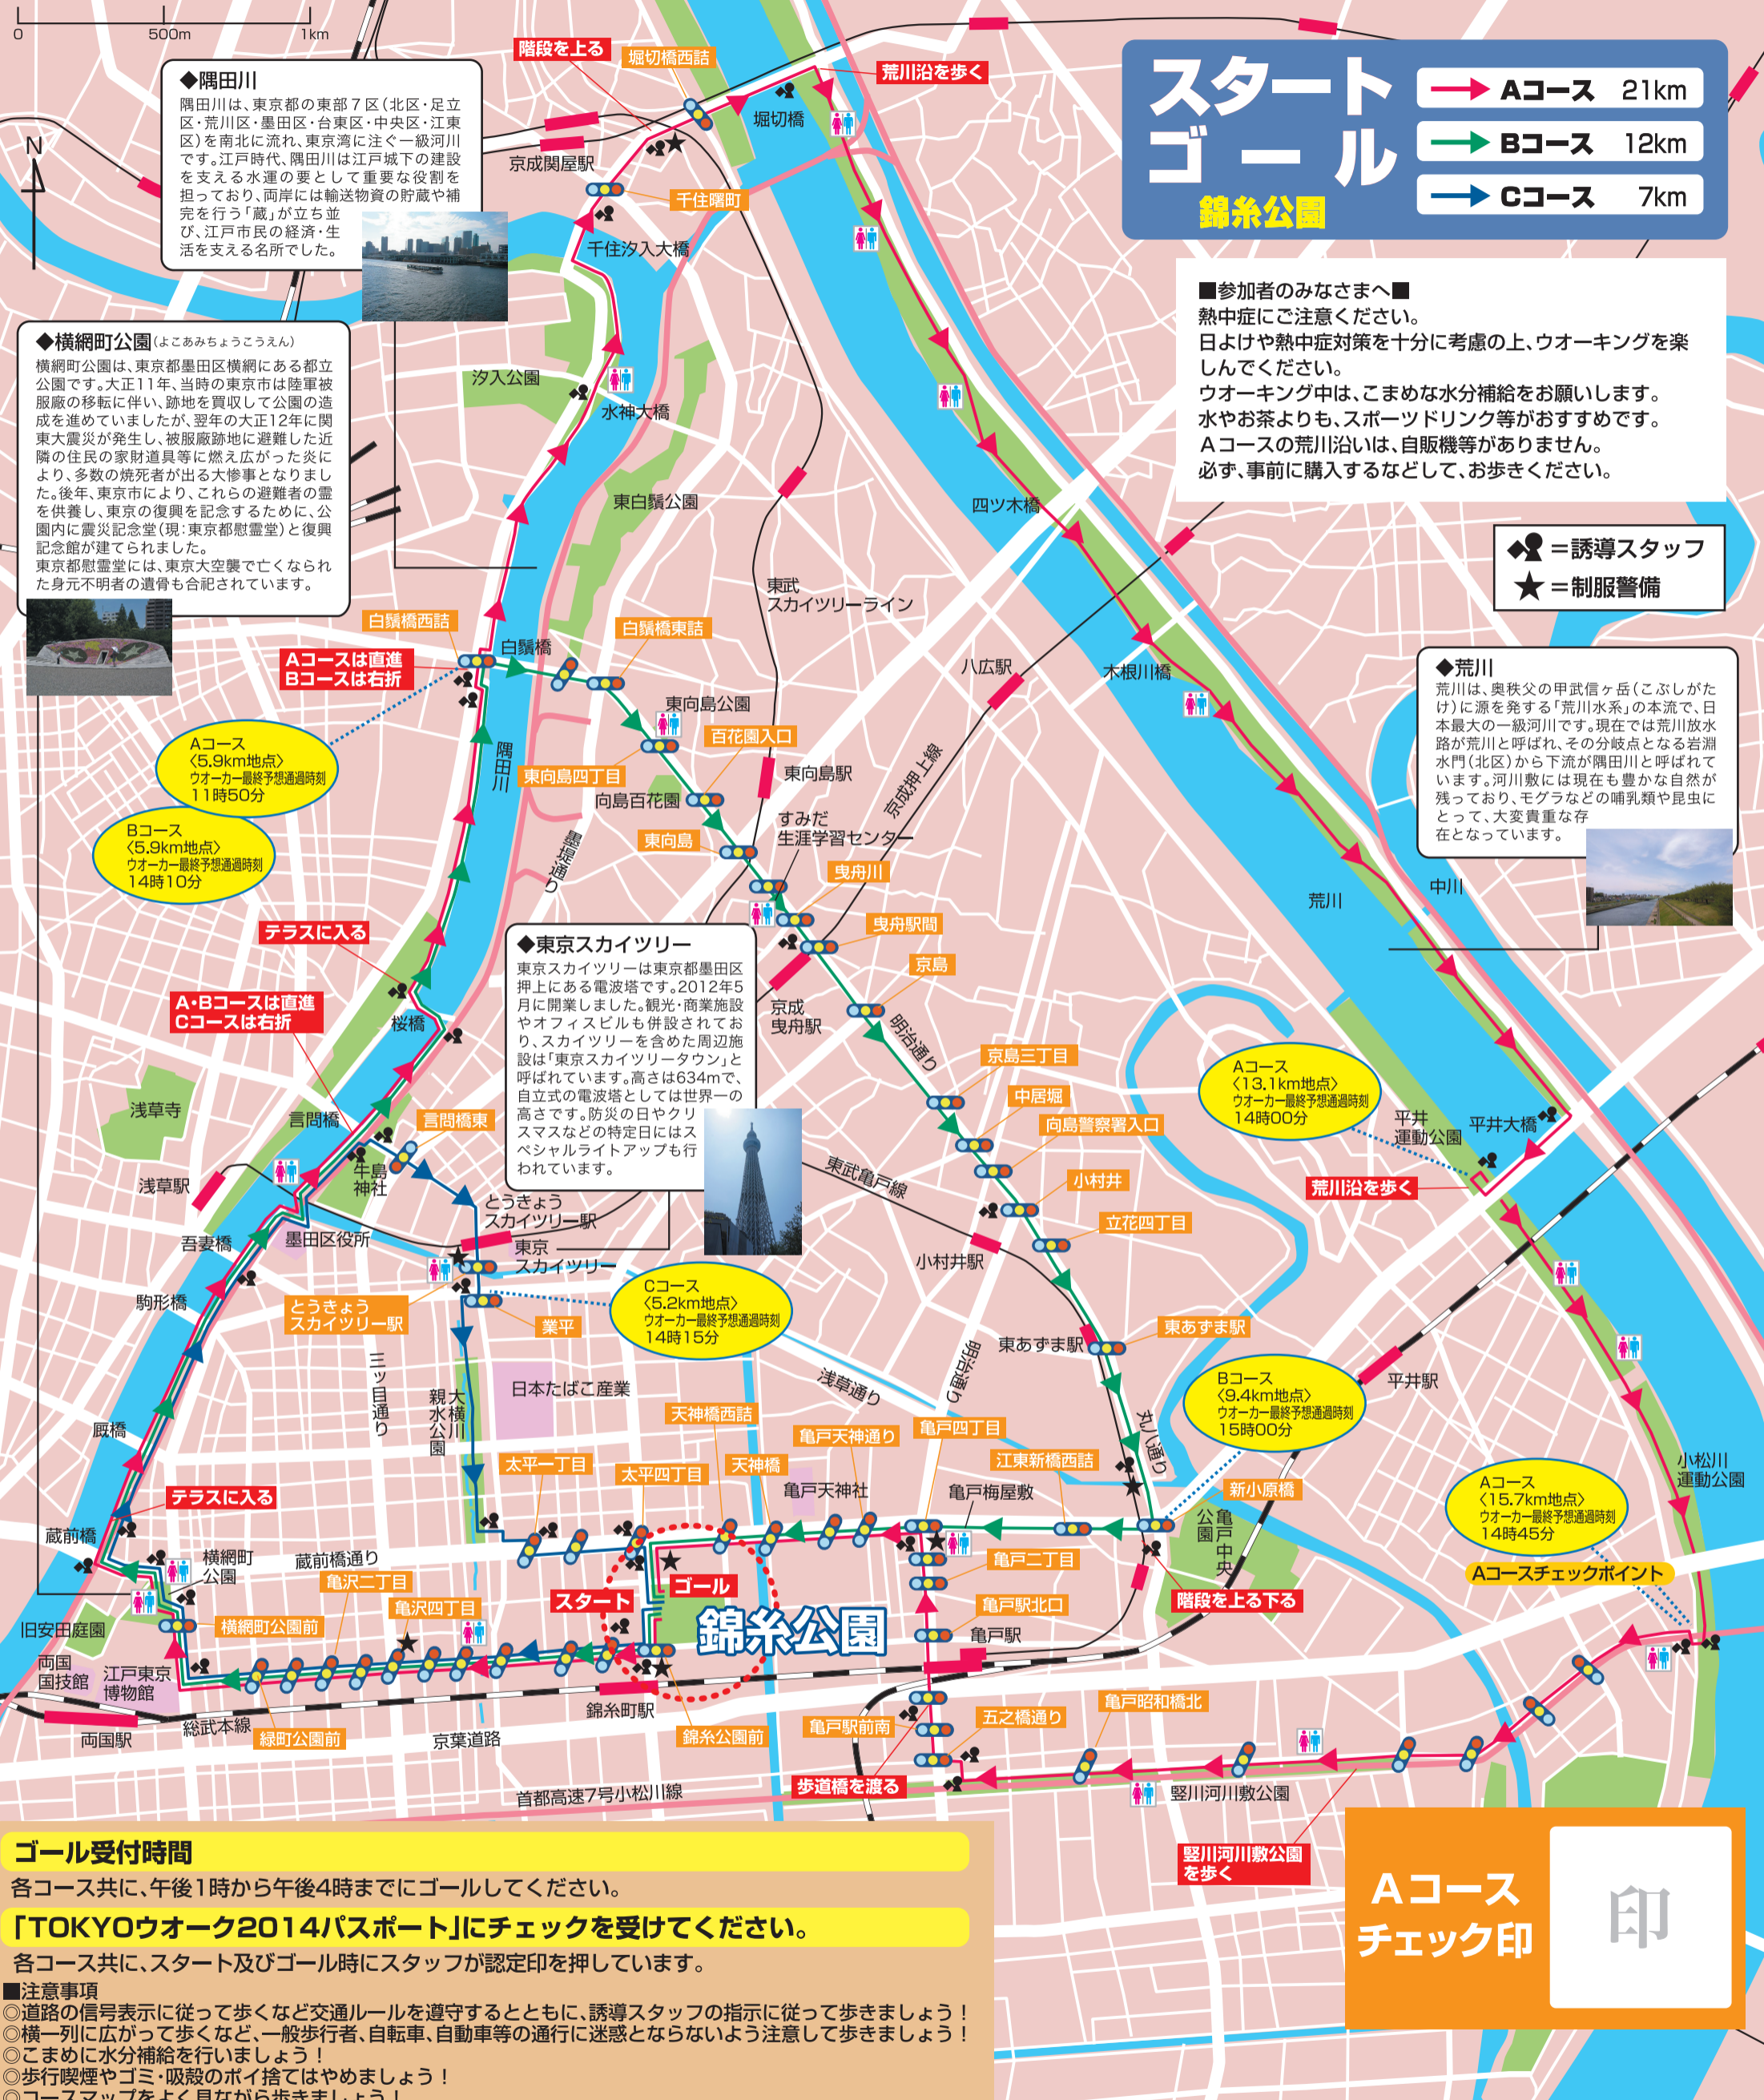 0 500m 1km
N
◆隅田川
隅田川は、東京都の東部7区(北区・足立
区・荒川区・墨田区・台東区・中央区・江東
区)を南北に流れ、東京湾に注ぐ一級河川
です。江戸時代、隅田川は江戸城下の建設
を支える水運の要として重要な役割を
担っており、両岸には輸送物資の貯蔵や補
完を行う「蔵」が立ち並
び、江戸市民の経済・生
活を支える名所でした。
階段を上る
堀切橋西詰
荒川沿を歩く
堀切橋
京成関屋駅
千住曙町
千住汐入大橋
スタート
ゴール
錦糸公園
Aコース 21km
Bコース 12km
Cコース 7km
■参加者のみなさまへ■
熱中症にご注意ください。
日よけや熱中症対策を十分に考慮の上、ウオーキングを楽
しんでください。
ウオーキング中は、こまめな水分補給をお願いします。
水やお茶よりも、スポーツドリンク等がおすすめです。
Aコースの荒川沿いは、自販機等がありません。
必ず、事前に購入するなどして、お歩きください。
=誘導スタッフ
★=制服警備
◆横網町公園(よこあみちょうこうえん)
横網町公園は、東京都墨田区横網にある都立
公園です。大正11年、当時の東京市は陸軍被
服廠の移転に伴い、跡地を買収して公園の造
成を進めていましたが、翌年の大正12年に関
東大震災が発生し、被服廠跡地に避難した近
隣の住民の家財道具等に燃え広がった炎に
より、多数の焼死者が出る大惨事となりまし
た。後年、東京市により、これらの避難者の霊
を供養し、東京の復興を記念するために、公
園内に震災記念堂(現:東京都慰霊堂)と復興
記念館が建てられました。
東京都慰霊堂には、東京大空襲で亡くなられ
た身元不明者の遺骨も合祀されています。
汐入公園
水神大橋
東白鬚公園
四ツ木橋
東武
スカイツリーライン
八広駅
木根川橋
◆荒川
荒川は、奥秩父の甲武信ヶ岳(こぶしがた
け)に源を発する「荒川水系」の本流で、日
本最大の一級河川です。現在では荒川放水
路が荒川と呼ばれ、その分岐点となる岩淵
水門(北区)から下流が隅田川と呼ばれて
います。河川敷には現在も豊かな自然が
残っており、モグラなどの哺乳類や昆虫に
とって、大変貴重な存
在となっています。
白鬚橋西詰
白鬚橋
白鬚橋東詰
Aコースは直進
Bコースは右折
東向島公園
百花園入口
東向島四丁目
東向島駅
京成押上線
隅田川
向島百花園
Aコース
〈5.9km地点〉
ウオーカー最終予想通過時刻
11時50分
Bコース
〈5.9km地点〉
ウオーカー最終予想通過時刻
14時10分
墨堤通り
東向島
すみだ
生涯学習センター
曳舟川
曳舟駅間
京島
荒川
中川
テラスに入る
A・Bコースは直進
Cコースは右折
桜橋
◆東京スカイツリー
東京スカイツリーは東京都墨田区
押上にある電波塔です。2012年5
月に開業しました。観光・商業施設
やオフィスビルも併設されてお
り、スカイツリーを含めた周辺施
設は「東京スカイツリータウン」と
呼ばれています。高さは634mで、
自立式の電波塔としては世界一の
高さです。防災の日やクリ
スマスなどの特定日にはス
ペシャルライトアップも行
われています。
京成
曳舟駅
明治通り
京島三丁目
中居堀
向島警察署入口
小村井
立花四丁目
Aコース
〈13.1km地点〉
ウオーカー最終予想通過時刻
14時00分
平井
運動公園
平井大橋
荒川沿を歩く
浅草寺
言問橋
言問橋東
牛島
神社
浅草駅
吾妻橋
墨田区役所
とうきょう
スカイツリー駅
東京
スカイツリー
東武亀戸線
小村井駅
駒形橋
とうきょう
スカイツリー駅
業平
Cコース
〈5.2km地点〉
ウオーカー最終予想通過時刻
14時15分
東あずま駅
東あずま駅
平井駅
Bコース
〈9.4km地点〉
ウオーカー最終予想通過時刻
15時00分
三ッ目通り
大横川
親水公園
日本たばこ産業
浅草通り
明治通り
丸八通り
厩橋
太平一丁目
太平四丁目
天神橋西詰
天神橋
亀戸天神通り
亀戸四丁目
江東新橋西詰
亀戸天神社
亀戸梅屋敷
新小原橋
小松川
運動公園
Aコース
〈15.7km地点〉
ウオーカー最終予想通過時刻
14時45分
Aコースチェックポイント
テラスに入る
蔵前橋
横網町
公園
蔵前橋通り
亀沢二丁目
亀沢四丁目
スタート
ゴール
錦糸公園
亀戸二丁目
亀戸中央
公園
階段を上る下る
亀戸駅北口
亀戸駅
旧安田庭園
横網町公園前
両国
国技館
江戸東京
博物館
両国駅
総武本線
緑町公園前
京葉道路
錦糸町駅
錦糸公園前
亀戸駅前南
五之橋通り
亀戸昭和橋北
歩道橋を渡る
首都高速7号小松川線
竪川河川敷公園
竪川河川敷公園
を歩く
ゴール受付時間
各コース共に、午後1時から午後4時までにゴールしてください。
「TOKYOウオーク2014パスポート」にチェックを受けてください。
各コース共に、スタート及びゴール時にスタッフが認定印を押しています。
■注意事項
◎道路の信号表示に従って歩くなど交通ルールを遵守するとともに、誘導スタッフの指示に従って歩きましょう!
◎横一列に広がって歩くなど、一般歩行者、自転車、自動車等の通行に迷惑とならないよう注意して歩きましょう!
◎こまめに水分補給を行いましょう!
◎歩行喫煙やゴミ・吸殻のポイ捨てはやめましょう!
◎コースマップをよく見ながら歩きましょう!
Aコース
チェック印
印